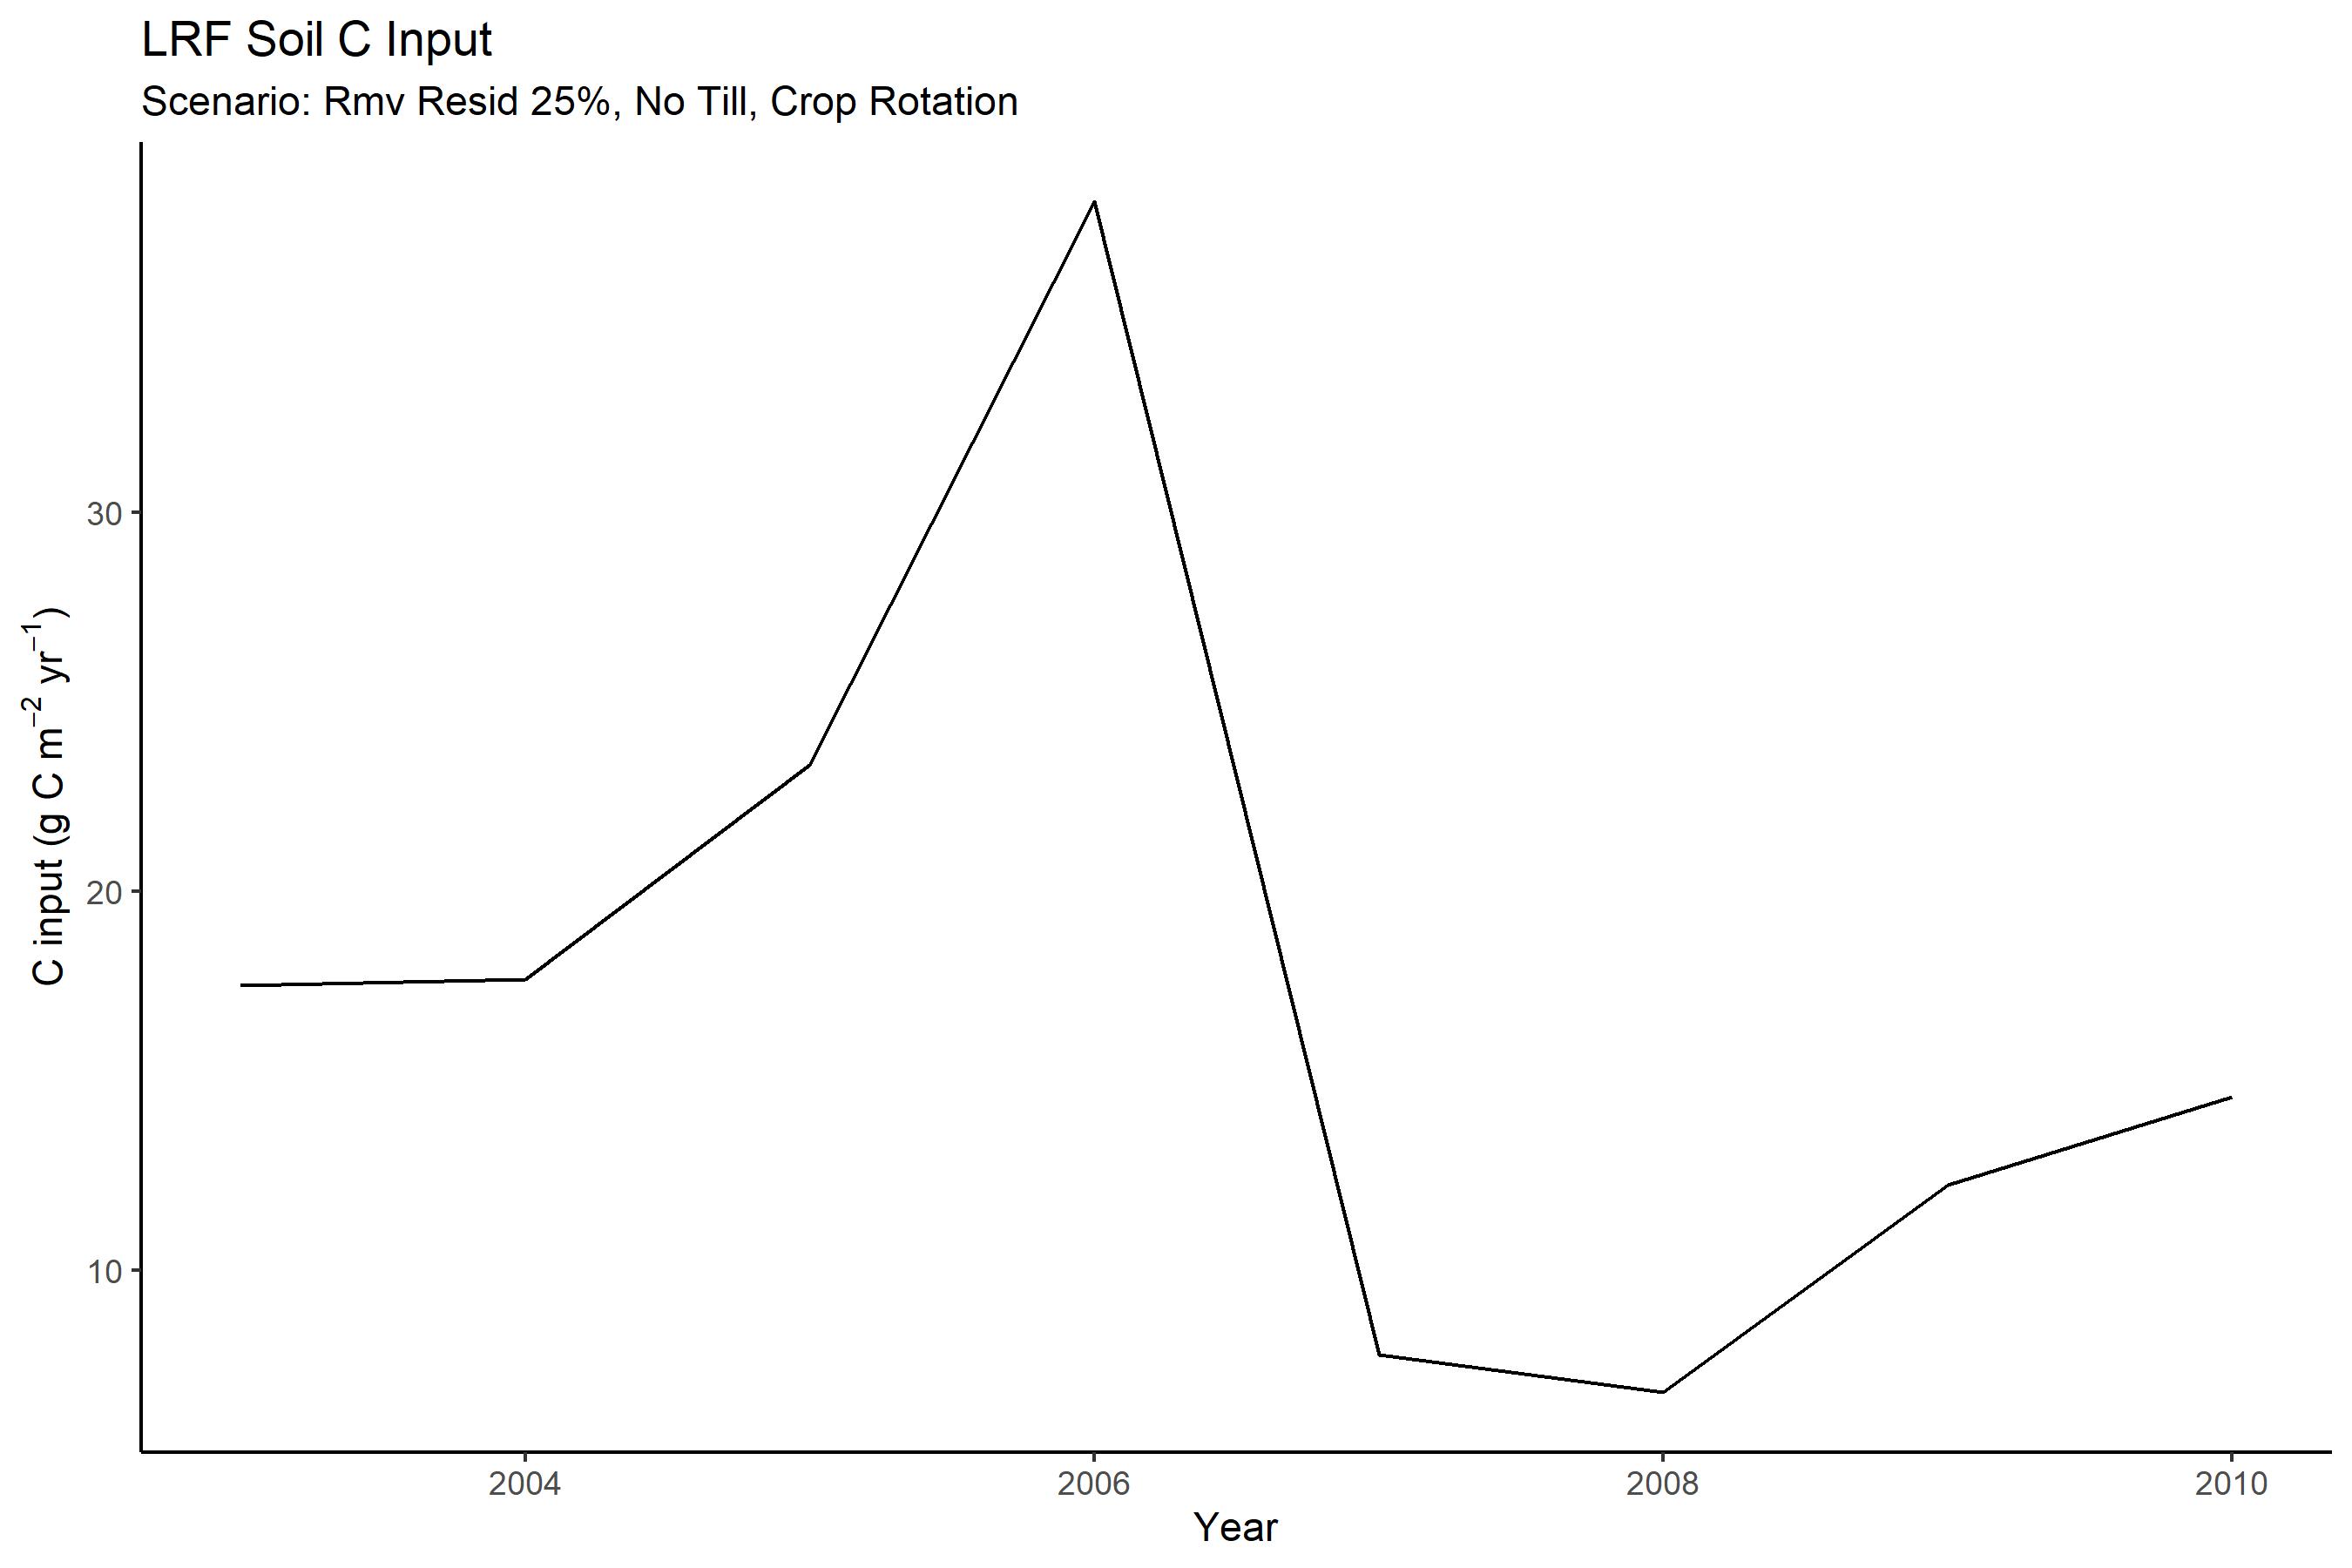 LRF Soil C Input
Scenario: Rmv Resid 25%, No Till, Crop Rotation
C input (g C m⁻² yr⁻¹)
30
20
10
2004 2006 2008 2010
Year